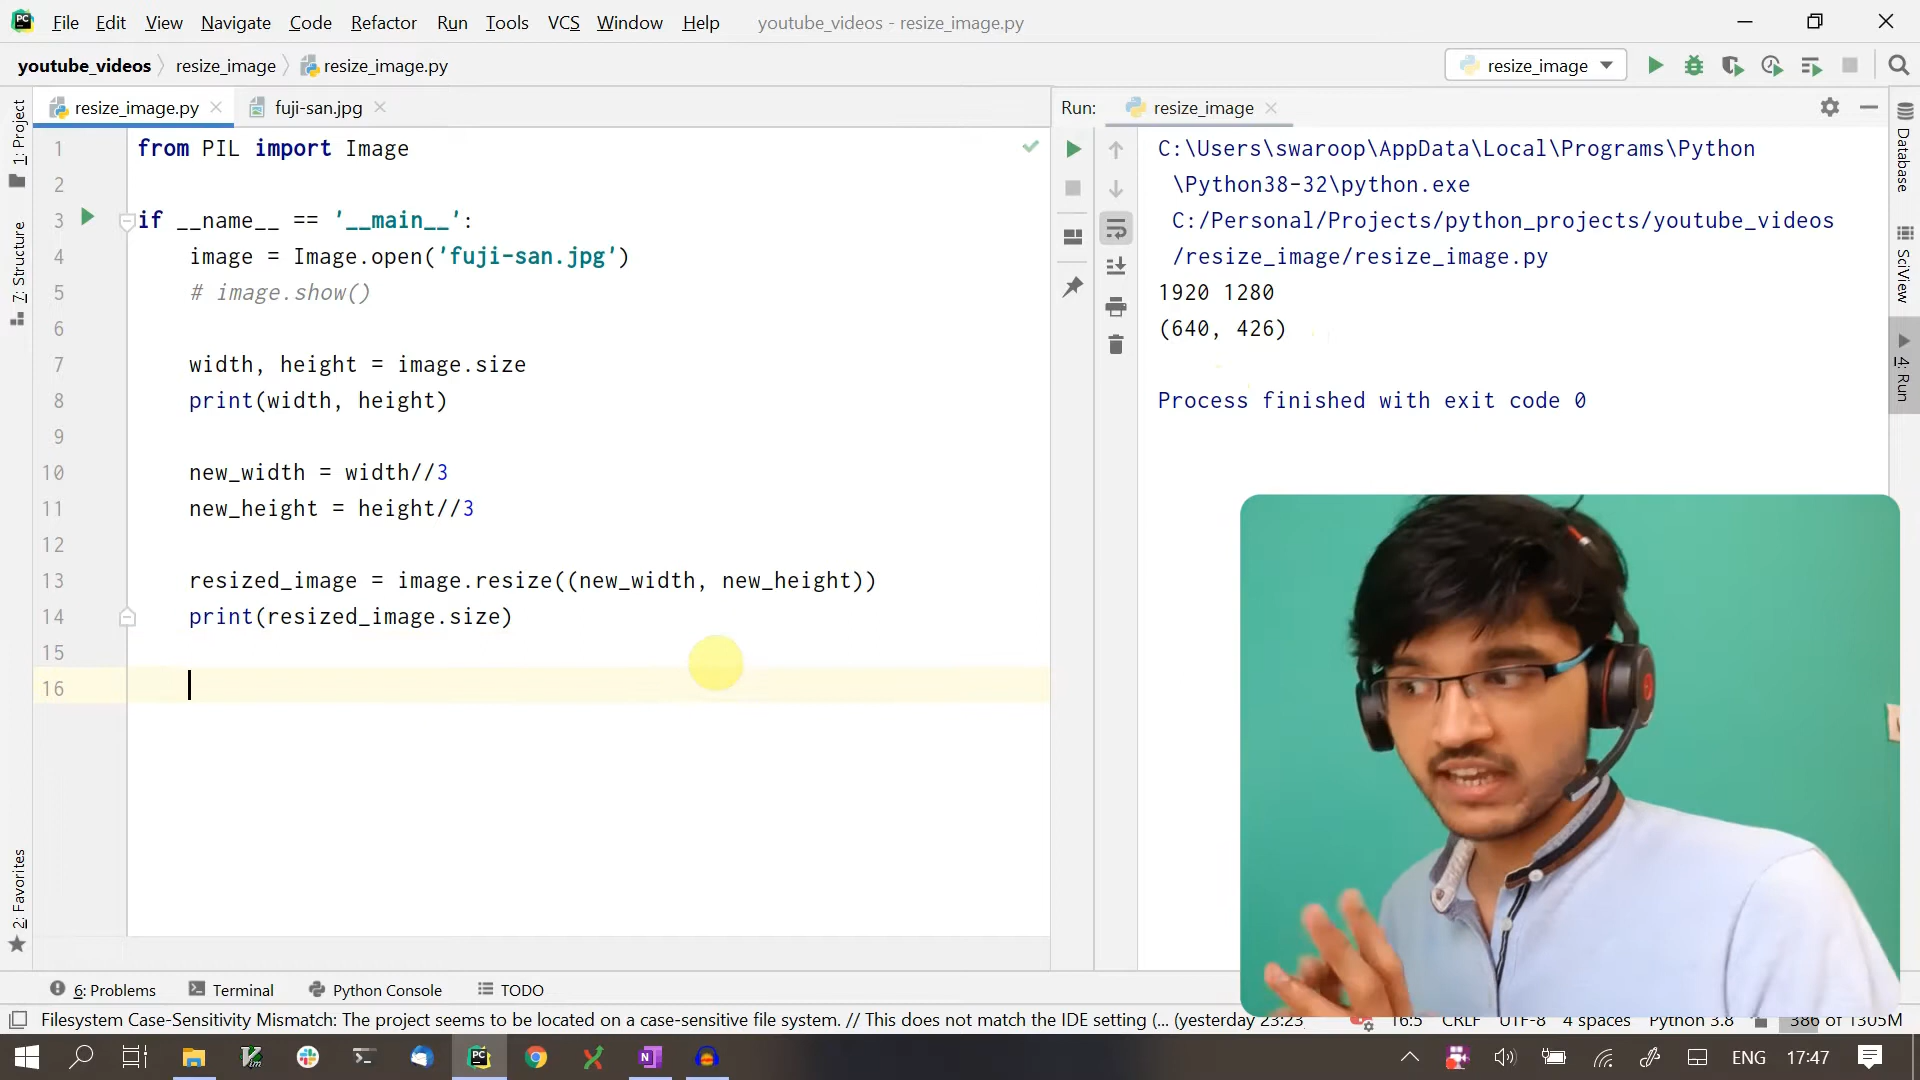 File Edit View Navigate Code Refactor Run Tools VCS Window Help youtube_videos - resize_image.py
youtube_videos resize_image resize_image.py resize_image
resize_image.py fuji-san.jpg Run: resize_image
1: Project
7: Structure
2: Favorites
1 from PIL import Image
2
3 if __name__ == '__main__':
4 image = Image.open('fuji-san.jpg')
5 # image.show()
6
7 width, height = image.size
8 print(width, height)
9
10 new_width = width//3
11 new_height = height//3
12
13 resized_image = image.resize((new_width, new_height))
14 print(resized_image.size)
15
16
C:\Users\swaroop\AppData\Local\Programs\Python
\Python38-32\python.exe
C:/Personal/Projects/python_projects/youtube_videos
/resize_image/resize_image.py
1920 1280
(640, 426)
Process finished with exit code 0
Database
SciView
4: Run
6: Problems Terminal Python Console TODO
Filesystem Case-Sensitivity Mismatch: The project seems to be located on a case-sensitive file system. // This does not match the IDE setting (... (yesterday 23:23) 16:5 CRLF UTF-8 4 spaces Python 3.8 386 of 1305M
ENG 17:47